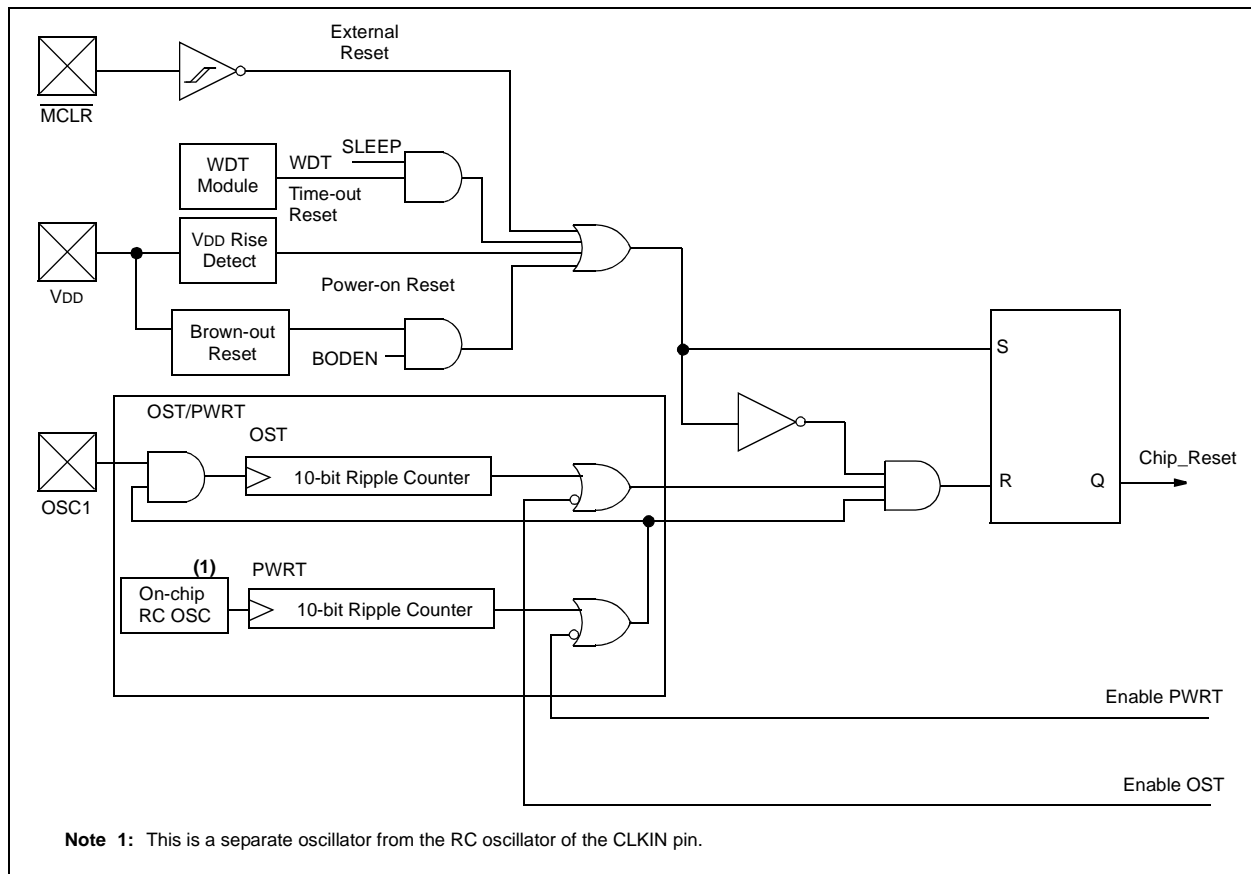 External
Reset
MCLR
SLEEP
WDT
Module
WDT
Time-out
Reset
VDD
VDD Rise
Detect
Power-on Reset
Brown-out
Reset
BODEN
S
OST/PWRT
OST
OSC1
10-bit Ripple Counter
Chip_Reset
R
Q
(1)
On-chip
RC OSC
PWRT
10-bit Ripple Counter
Enable PWRT
Enable OST
Note 1: This is a separate oscillator from the RC oscillator of the CLKIN pin.